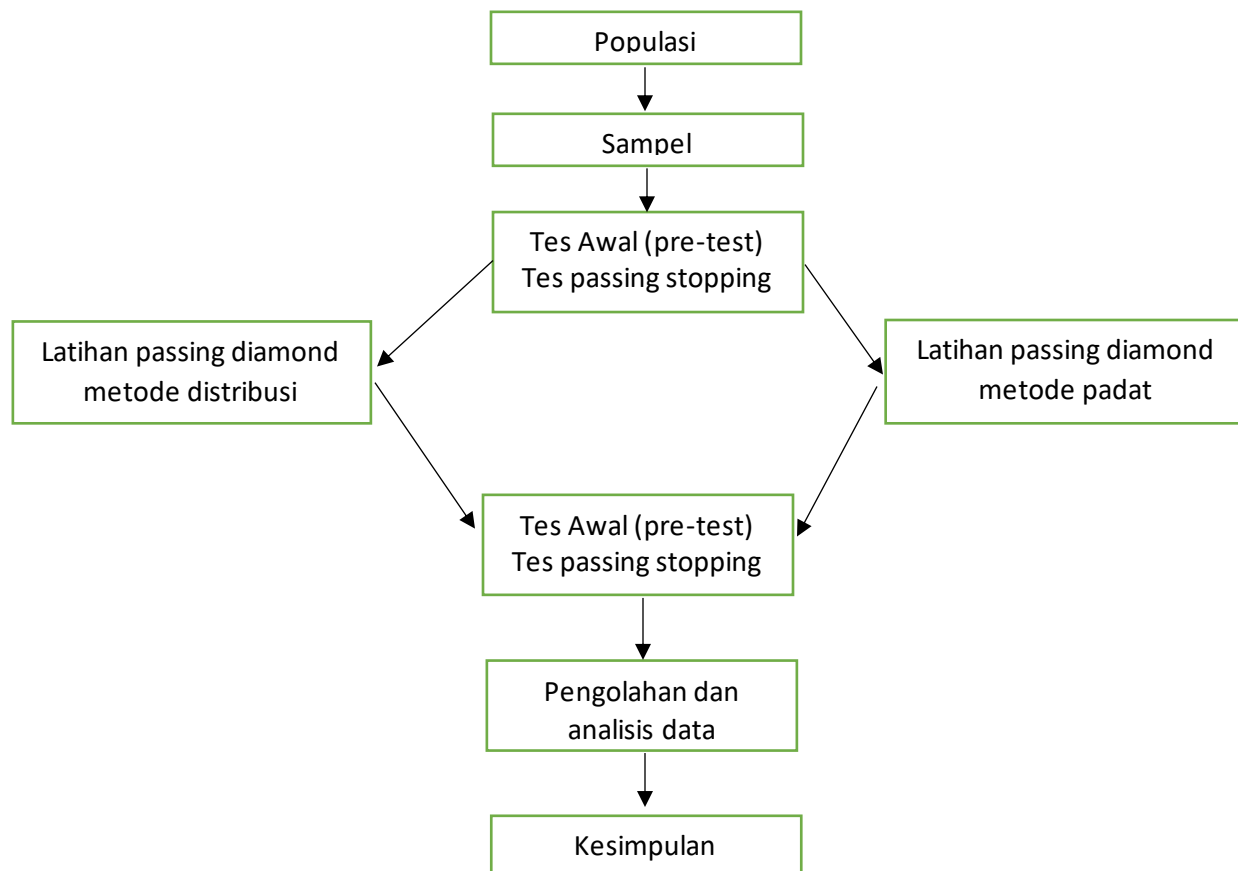 Populasi
Sampel
Tes Awal (pre-test)
Tes passing stopping
Latihan passing diamond
metode distribusi
Latihan passing diamond
metode padat
Tes Awal (pre-test)
Tes passing stopping
Pengolahan dan
analisis data
Kesimpulan